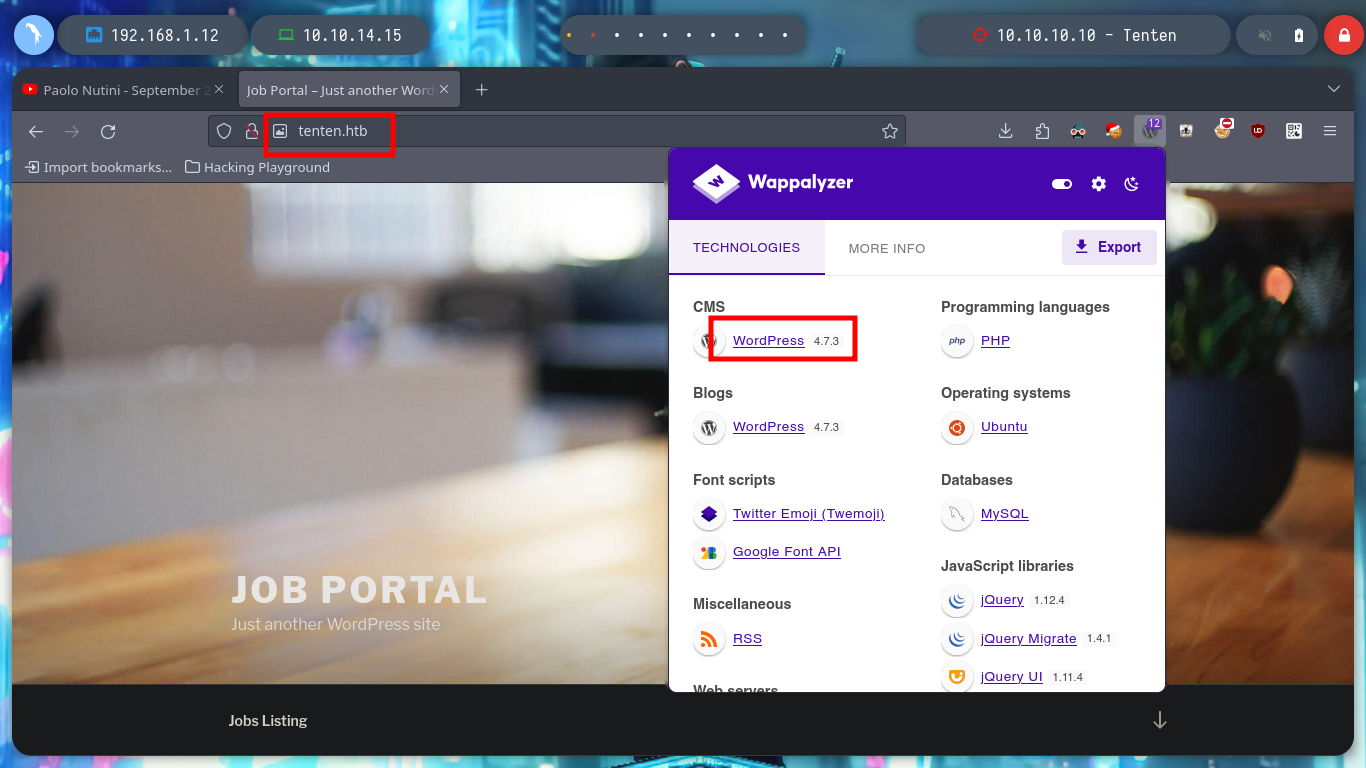 192.168.1.12
10.10.14.15
10.10.10.10 - Tenten
Paolo Nutini - September 2
Job Portal – Just another Word
tenten.htb
12
Import bookmarks...
Hacking Playground
Wappalyzer
TECHNOLOGIES
MORE INFO
Export
CMS
WordPress 4.7.3
Blogs
WordPress 4.7.3
Font scripts
Twitter Emoji (Twemoji)
Google Font API
Miscellaneous
RSS
Web servers
Programming languages
php PHP
Operating systems
Ubuntu
Databases
MySQL
JavaScript libraries
jQuery 1.12.4
jQuery Migrate 1.4.1
jQuery UI 1.11.4
JOB PORTAL
Just another WordPress site
Jobs Listing